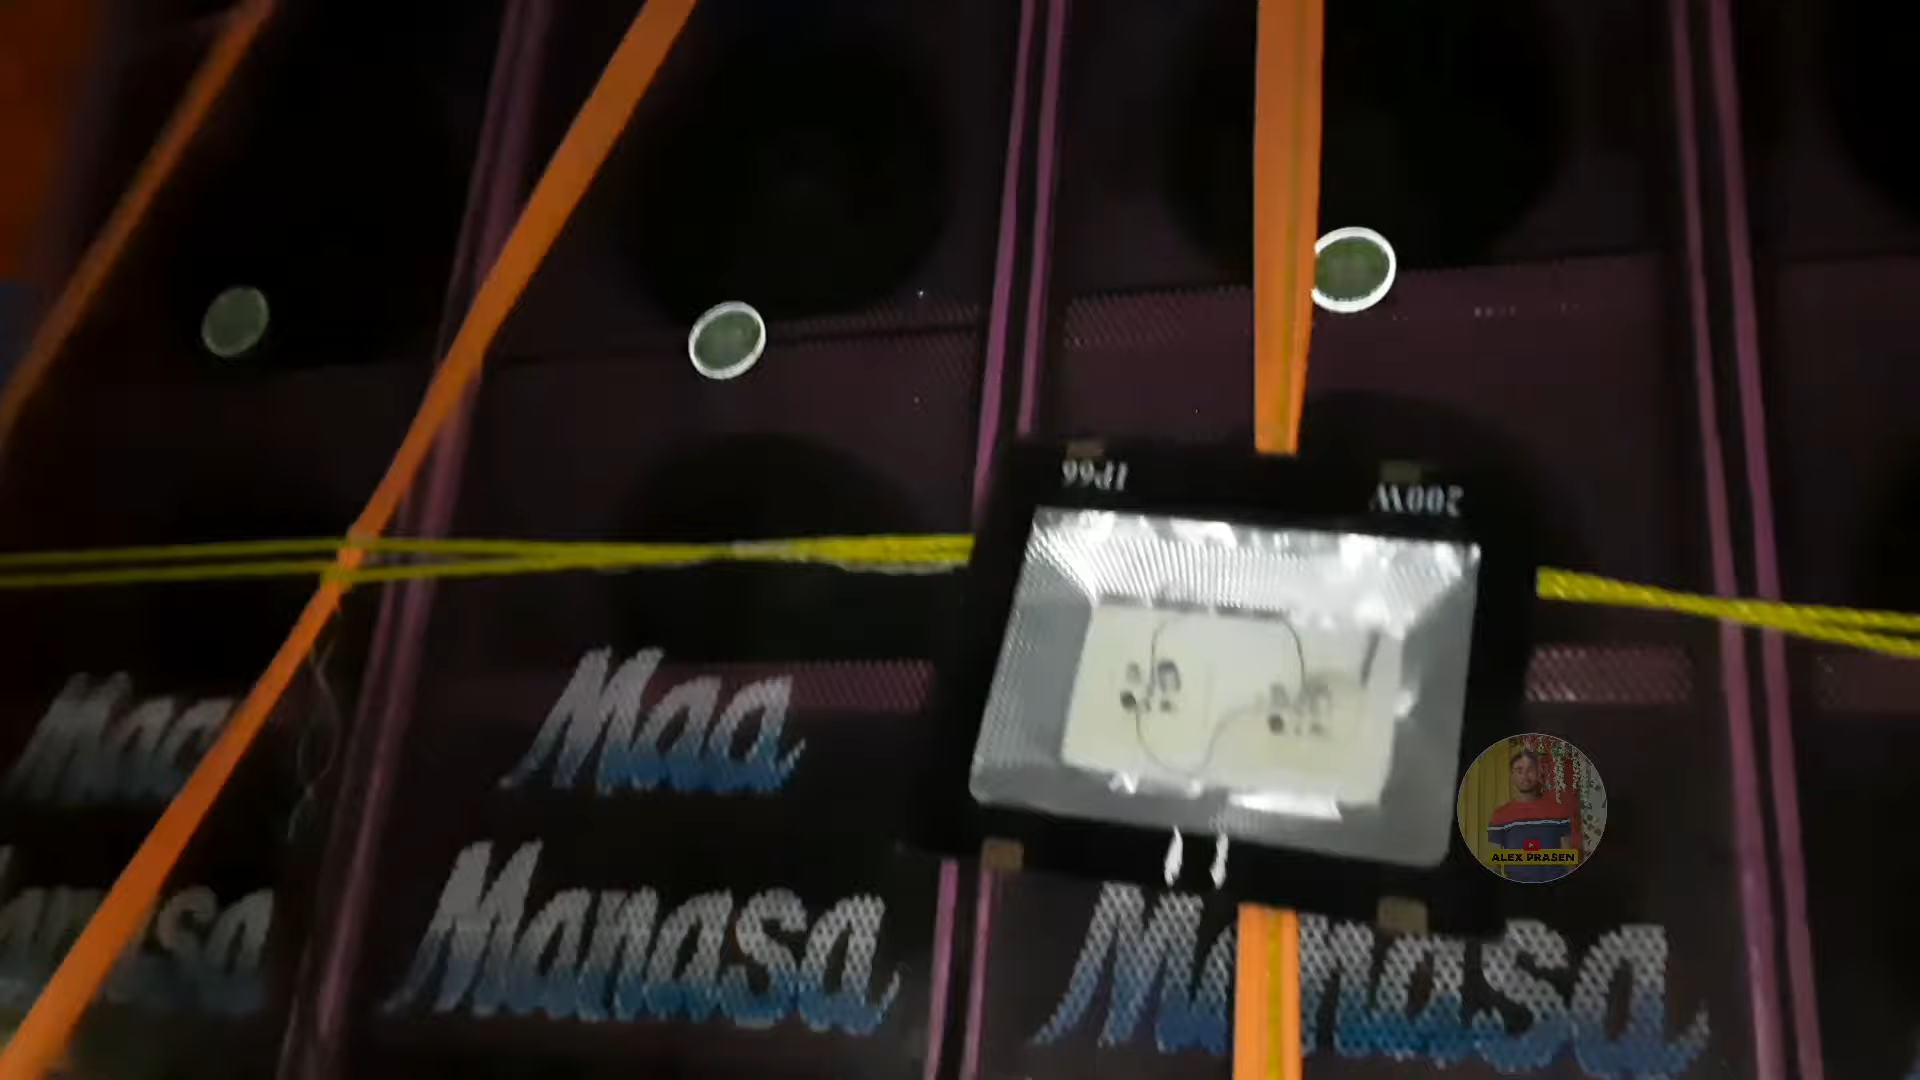 IP66
200W
Maa
Maa
Manasa
Manasa
Manasa
ALEX PRASEN